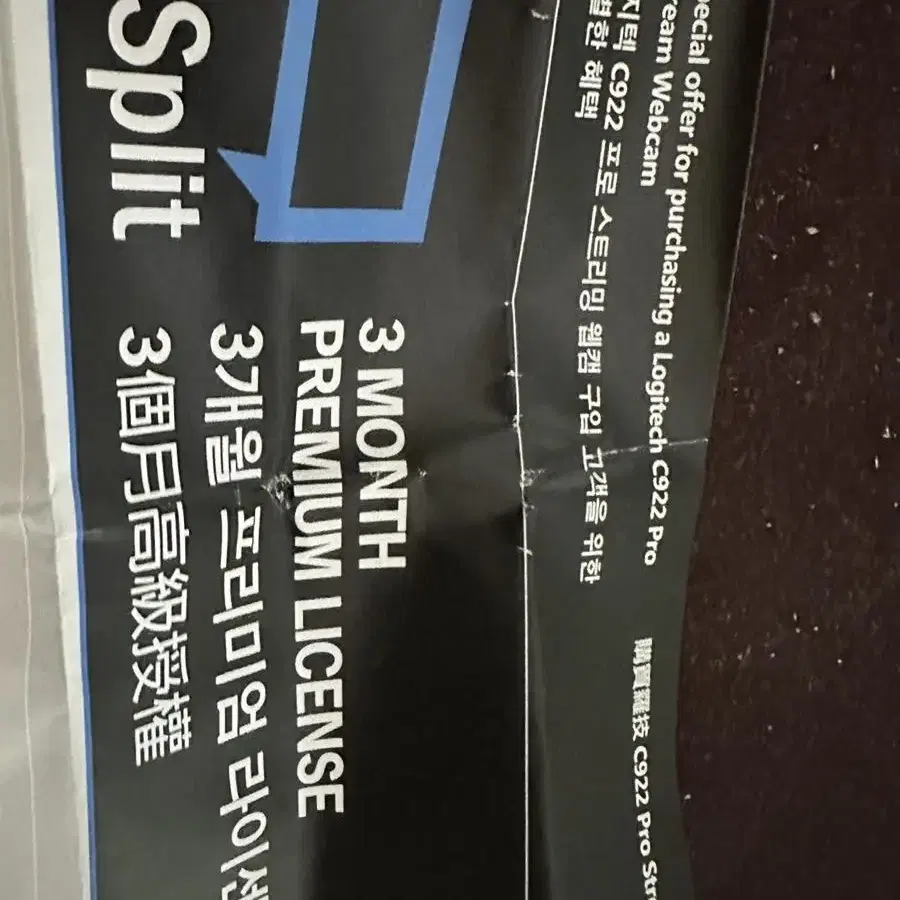 pecial offer for purchasing a Logitech C922 Pro
ream Webcam
지텍 C922 프로 스트리밍 웹캠 구입 고객을 위한
별한 혜택
購買羅技 C922 Pro Stre
Split
3 MONTH
PREMIUM LICENSE
3개월 프리미엄 라이센
3個月高級授權